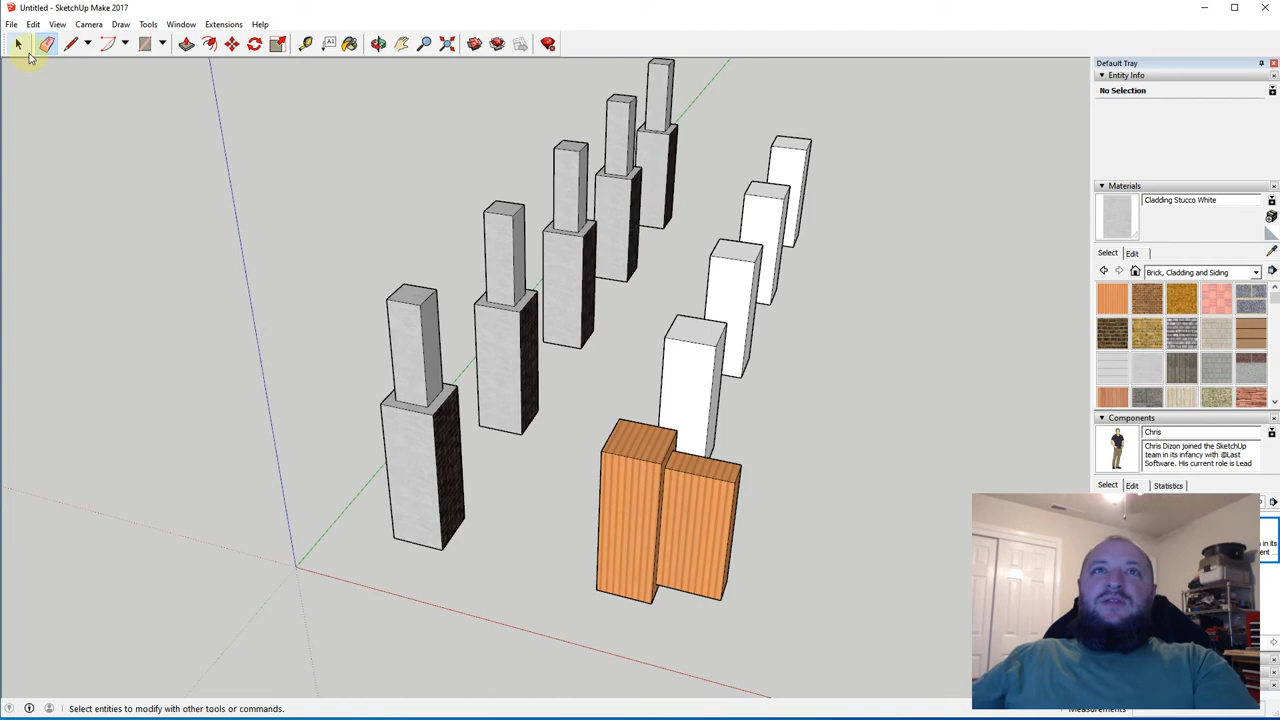 Untitled - SketchUp Make 2017
File Edit View Camera Draw Tools Window Extensions Help
Default Tray
Entity Info
No Selection
Materials
Cladding Stucco White
Select Edit
Brick, Cladding and Siding
Components
Chris
Chris Dizon joined the SketchUp
team in its infancy with @Last
Software. His current role is Lead
Select Edit Statistics
Select entities to modify with other tools or commands.